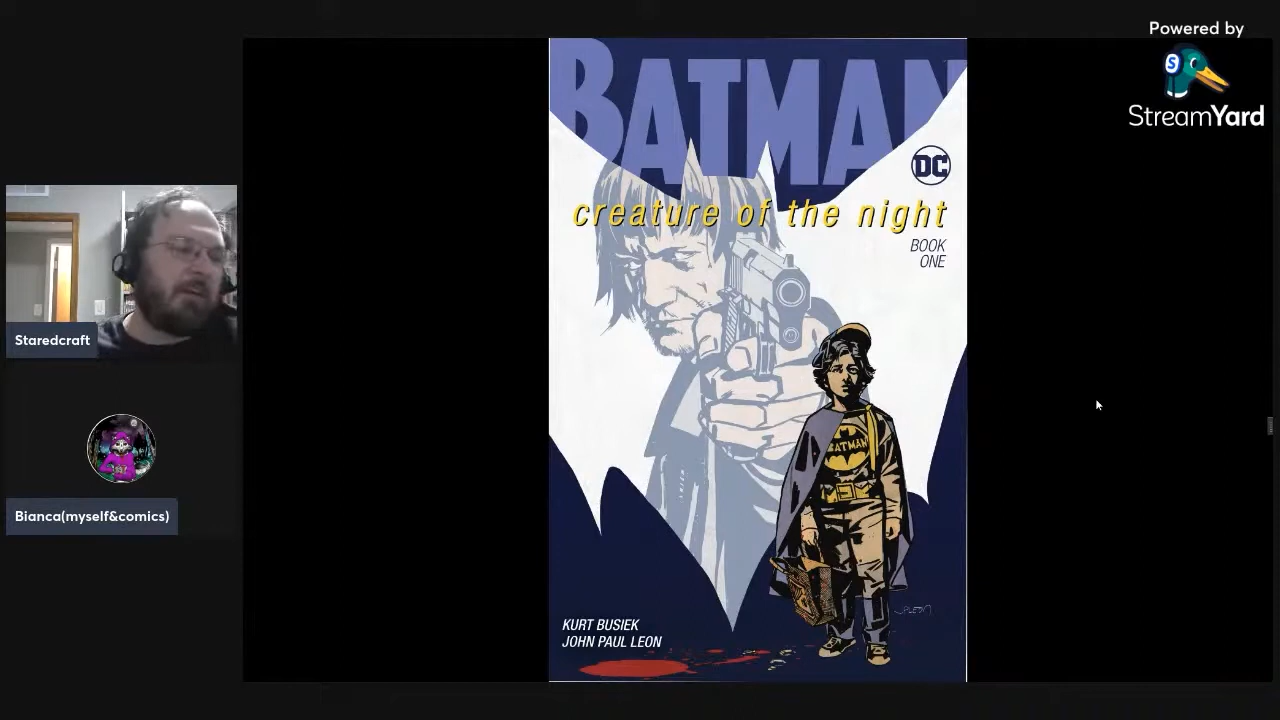 Powered by
S
StreamYard
BATMAN
DC
creature of the night
BOOK
ONE
BATMAN
Staredcraft
Bianca(myself&comics)
KURT BUSIEK
JOHN PAUL LEON
JPLEON